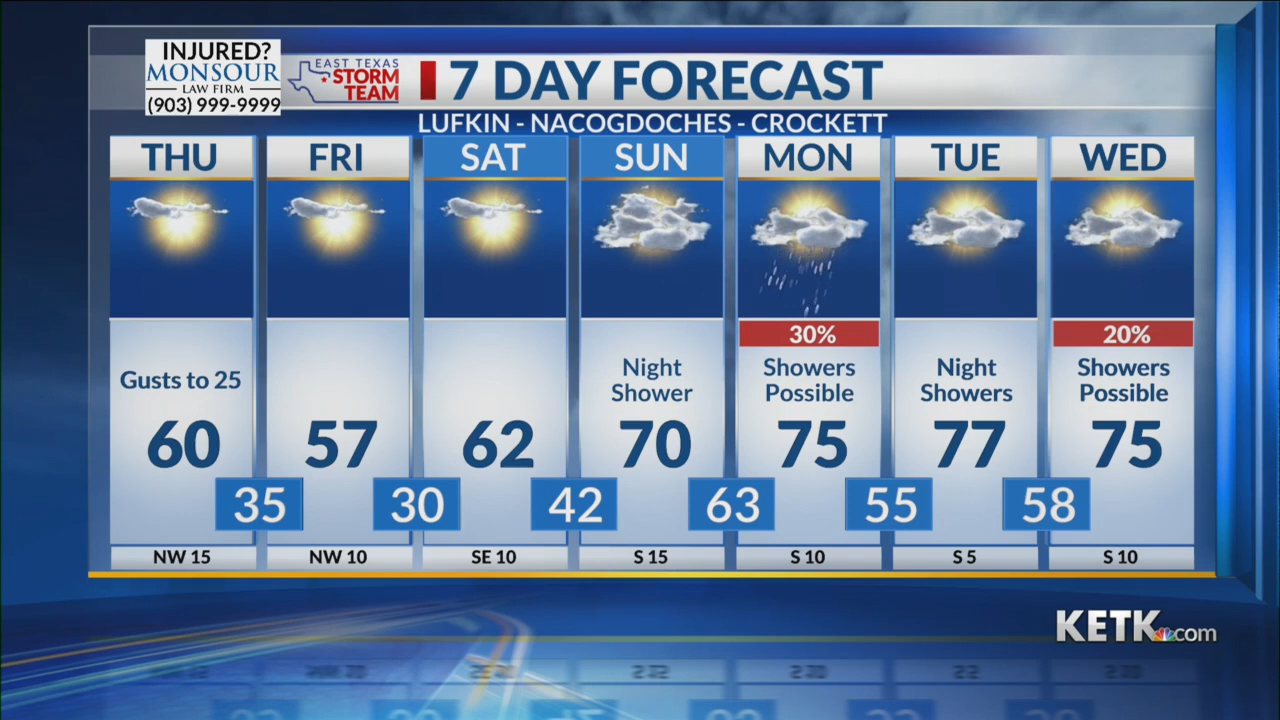 INJURED?
MONSOUR
LAW FIRM
(903) 999-9999
EAST TEXAS
STORM
TEAM
7 DAY FORECAST
LUFKIN - NACOGDOCHES - CROCKETT
THU FRI SAT SUN MON TUE WED
30% 20%
Gusts to 25
Night
Shower
Showers
Possible
Night
Showers
Showers
Possible
60 57 62 70 75 77 75
35 30 42 63 55 58
NW 15 NW 10 SE 10 S 15 S 10 S 5 S 10
KETK.com